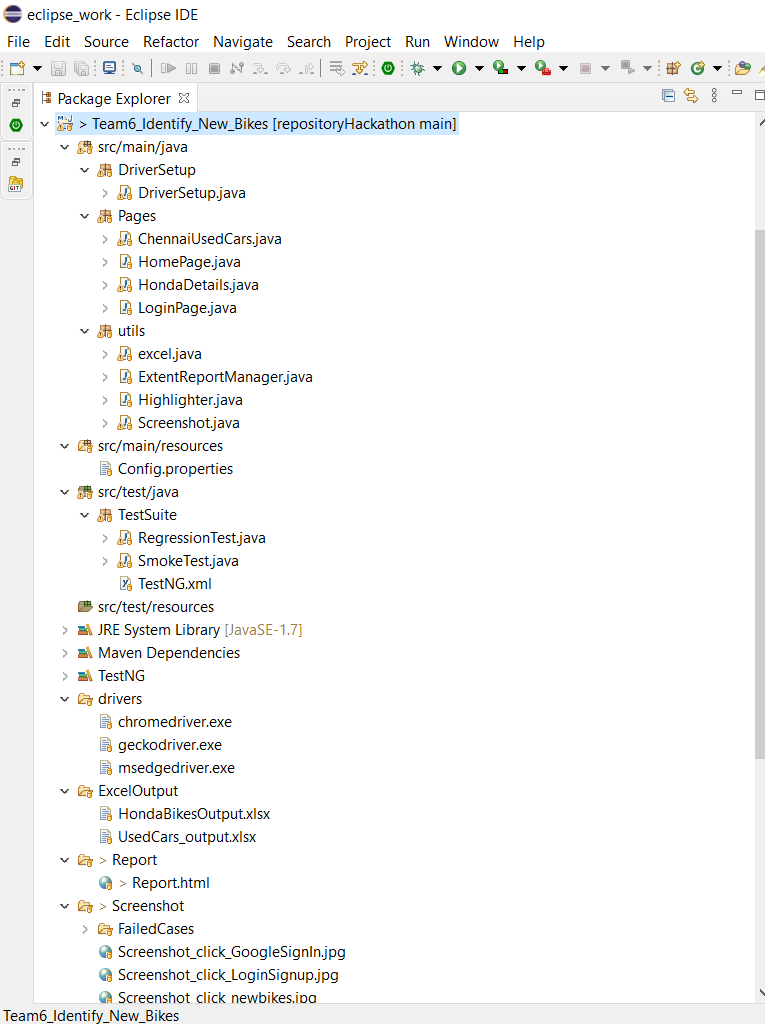 eclipse_work - Eclipse IDE
File Edit Source Refactor Navigate Search Project Run Window Help
Package Explorer
> Team6_Identify_New_Bikes [repositoryHackathon main]
src/main/java
DriverSetup
DriverSetup.java
Pages
ChennaiUsedCars.java
HomePage.java
HondaDetails.java
LoginPage.java
utils
excel.java
ExtentReportManager.java
Highlighter.java
Screenshot.java
src/main/resources
Config.properties
src/test/java
TestSuite
RegressionTest.java
SmokeTest.java
TestNG.xml
src/test/resources
JRE System Library [JavaSE-1.7]
Maven Dependencies
TestNG
drivers
chromedriver.exe
geckodriver.exe
msedgedriver.exe
ExcelOutput
HondaBikesOutput.xlsx
UsedCars_output.xlsx
> Report
> Report.html
> Screenshot
FailedCases
Screenshot_click_GoogleSignIn.jpg
Screenshot_click_LoginSignup.jpg
Screenshot_click_newbikes.jpg
Team6_Identify_New_Bikes